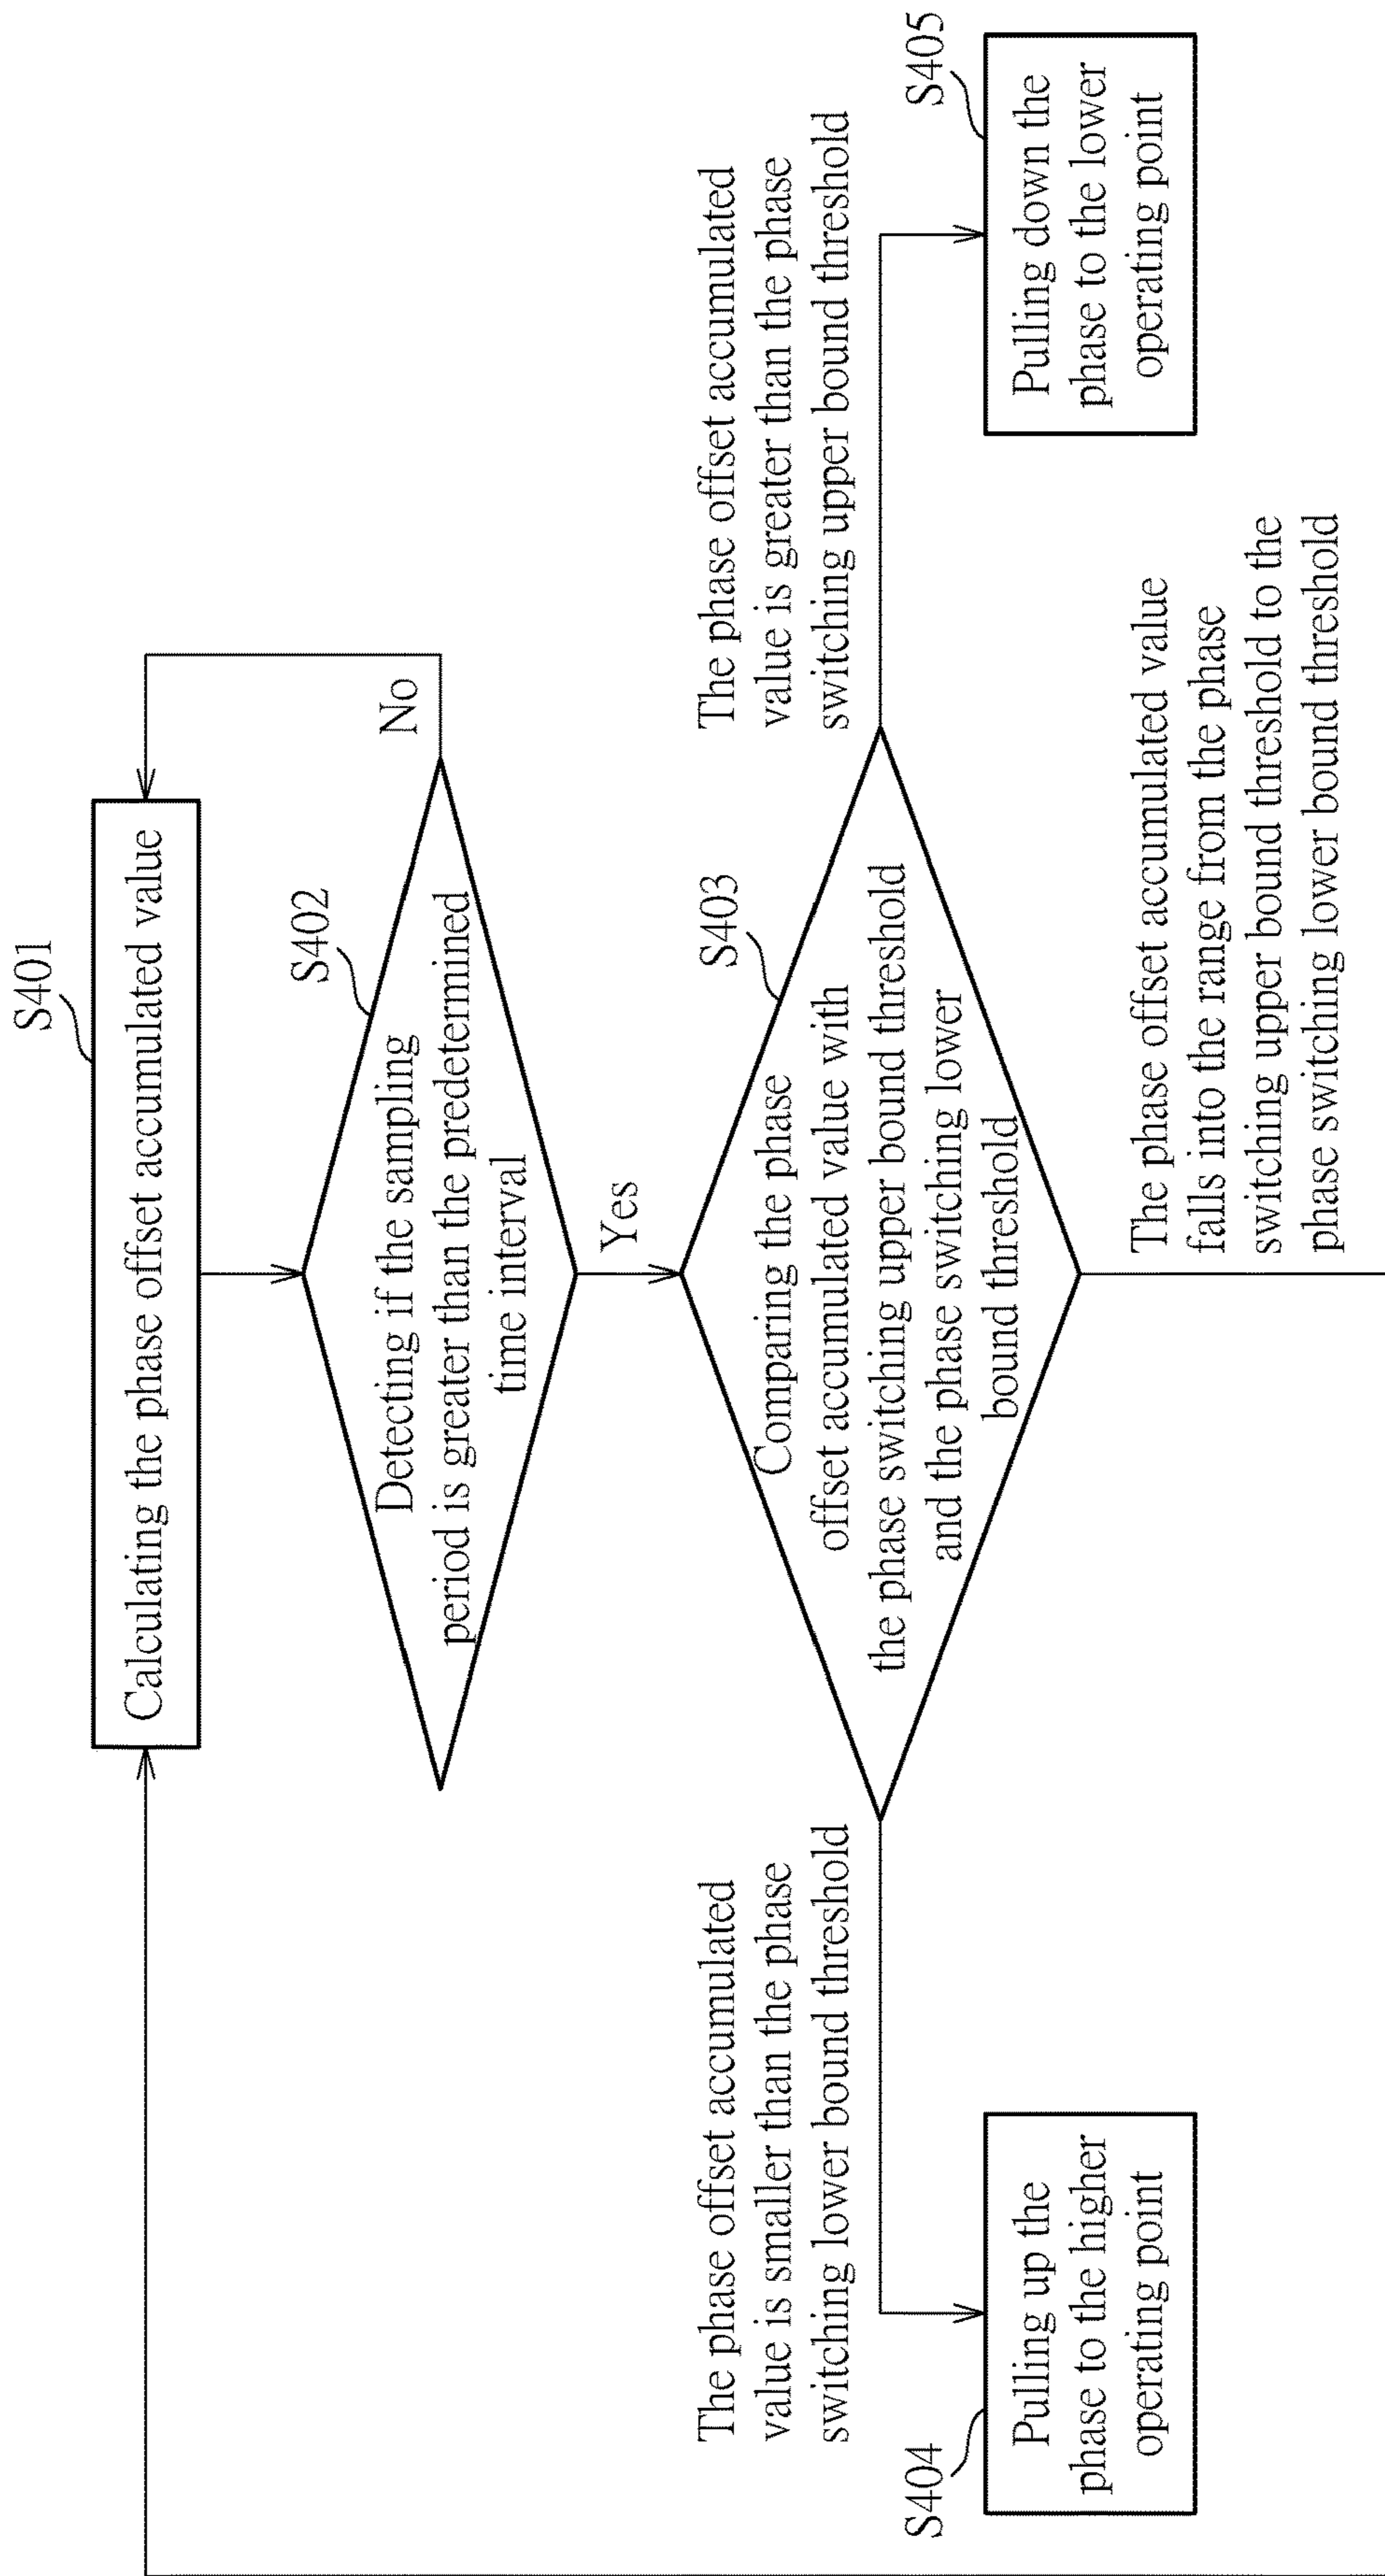 S401
Calculating the phase offset accumulated value
S402
Detecting if the sampling
period is greater than the predetermined
time interval
No
Yes
S403
Comparing the phase
offset accumulated value with
the phase switching upper bound threshold
and the phase switching lower
bound threshold
The phase offset accumulated
value is smaller than the phase
switching lower bound threshold
The phase offset accumulated
value is greater than the phase
switching upper bound threshold
S404
Pulling up the
phase to the higher
operating point
S405
Pulling down the
phase to the lower
operating point
The phase offset accumulated value
falls into the range from the phase
switching upper bound threshold to the
phase switching lower bound threshold